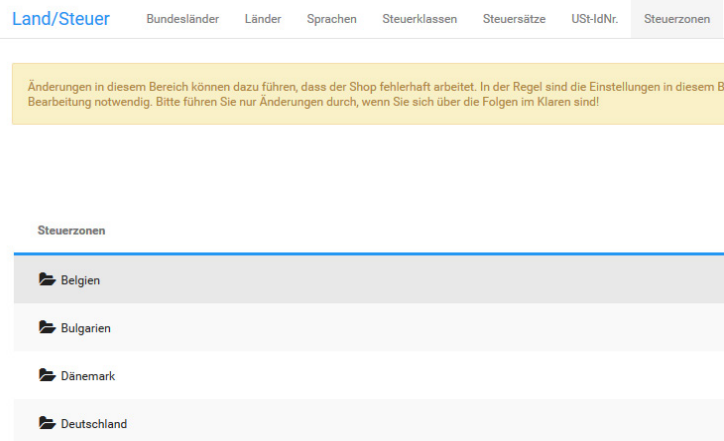 Land/Steuer Bundesländer Länder Sprachen Steuerklassen Steuersätze USt-IdNr. Steuerzonen
Änderungen in diesem Bereich können dazu führen, dass der Shop fehlerhaft arbeitet. In der Regel sind die Einstellungen in diesem B
Bearbeitung notwendig. Bitte führen Sie nur Änderungen durch, wenn Sie sich über die Folgen im Klaren sind!
Steuerzonen
Belgien
Bulgarien
Dänemark
Deutschland